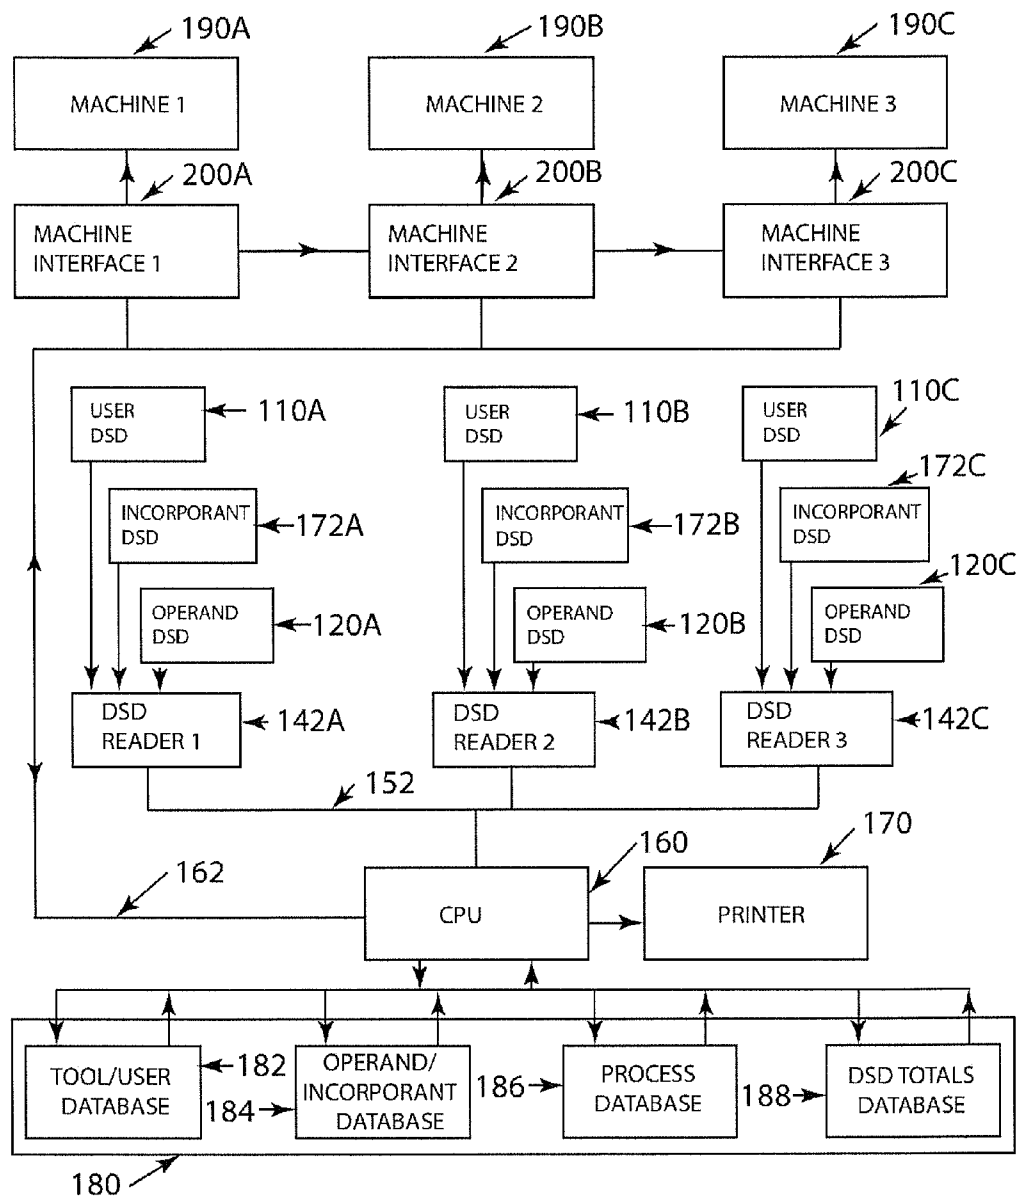 190A
190B
190C
MACHINE 1
MACHINE 2
MACHINE 3
200A
200B
200C
MACHINE
INTERFACE 1
MACHINE
INTERFACE 2
MACHINE
INTERFACE 3
USER
DSD
110A
USER
DSD
110B
USER
DSD
110C
INCORPORANT
DSD
172A
INCORPORANT
DSD
172B
INCORPORANT
DSD
172C
OPERAND
DSD
120A
OPERAND
DSD
120B
OPERAND
DSD
120C
DSD
READER 1
142A
DSD
READER 2
142B
DSD
READER 3
142C
152
162
CPU
160
PRINTER
170
TOOL/USER
DATABASE
182
184
OPERAND/
INCORPORANT
DATABASE
186
PROCESS
DATABASE
188
DSD TOTALS
DATABASE
180